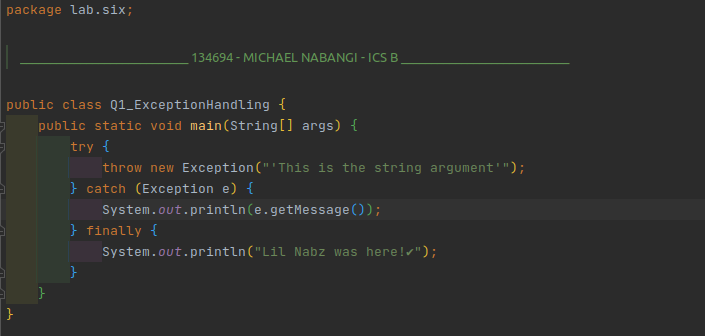 package lab.six;
____________________________ 134694 - MICHAEL NABANGI - ICS B ____________________________
public class Q1_ExceptionHandling {
public static void main(String[] args) {
try {
throw new Exception("'This is the string argument'");
} catch (Exception e) {
System.out.println(e.getMessage());
} finally {
System.out.println("Lil Nabz was here!✔");
}
}
}